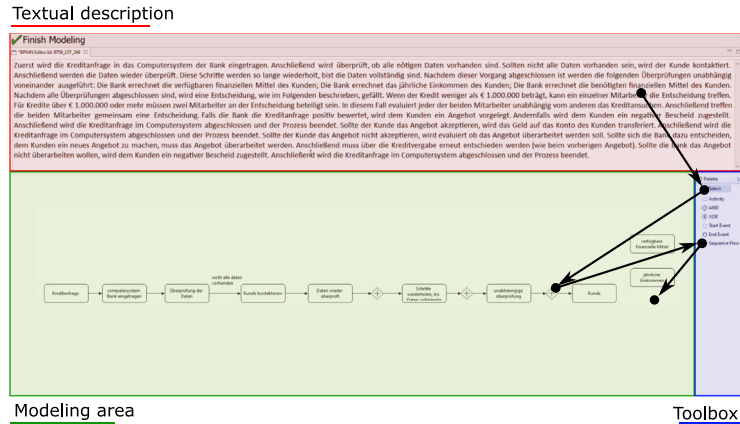 Textual description
Finish Modeling
*BPMN Editor Id: 9759_157_348
Zuerst wird die Kreditanfrage in das Computersystem der Bank eingetragen. Anschließend wird überprüft, ob alle nötigen Daten vorhanden sind. Sollten nicht alle Daten vorhanden sein, wird der Kunde kontaktiert.
Anschließend werden die Daten wieder überprüft. Diese Schritte werden so lange wiederholt, bist die Daten vollständig sind. Nachdem dieser Vorgang abgeschlossen ist werden die folgenden Überprüfungen unabhängig
voneinander ausgeführt: Die Bank errechnet die verfügbaren finanziellen Mittel des Kunden; Die Bank errechnet das jährliche Einkommen des Kunden; Die Bank errechnet die benötigten finanziellen Mittel des Kunden.
Nachdem alle Überprüfungen abgeschlossen sind, wird eine Entscheidung, wie im Folgenden beschrieben, gefällt. Wenn der Kredit weniger als € 1.000.000 beträgt, kann ein einzelner Mitarbeiter die Entscheidung treffen.
Für Kredite über € 1.000.000 oder mehr müssen zwei Mitarbeiter an der Entscheidung beteiligt sein. In diesem Fall evaluiert jeder der beiden Mitarbeiter unabhängig vom anderen das Kreditansuchen. Anschließend treffen
die beiden Mitarbeiter gemeinsam eine Entscheidung. Falls die Bank die Kreditanfrage positiv bewertet, wird dem Kunden ein Angebot vorgelegt. Andernfalls wird dem Kunden ein negativer Bescheid zugestellt.
Anschließend wird die Kreditanfrage im Computersystem abgeschlossen und der Prozess beendet. Sollte der Kunde das Angebot akzeptieren, wird das Geld auf das Konto des Kunden transferiert. Anschließend wird die
Kreditanfrage im Computersystem abgeschlossen und der Prozess beendet. Sollte der Kunde das Angebot nicht akzeptieren, wird evaluiert ob das Angebot überarbeitet werden soll. Sollte sich die Bank dazu entscheiden,
dem Kunden ein neues Angebot zu machen, muss das Angebot überarbeitet werden. Anschließend muss über die Kreditvergabe erneut entschieden werden (wie beim vorherigen Angebot). Sollte die Bank das Angebot
nicht überarbeiten wollen, wird dem Kunden ein negativer Bescheid zugestellt. Anschließend wird die Kreditanfrage im Computersystem abgeschlossen und der Prozess beendet.
Palette
Select
Activity
AND
XOR
Start Event
End Event
Sequence Flow
verfügbare
finanzielle Mittel
jährliche
Einkommen
nicht alle daten
vorhanden
Kreditanfrage
computersystem
Bank eingetragen
Überprüfung der
Daten
Kunde kontaktieren
Daten wieder
überprüft
Schritte
wiederholen, bis
Daten vollständig
unabhängige
überprüfung
Kunde
Modeling area
Toolbox